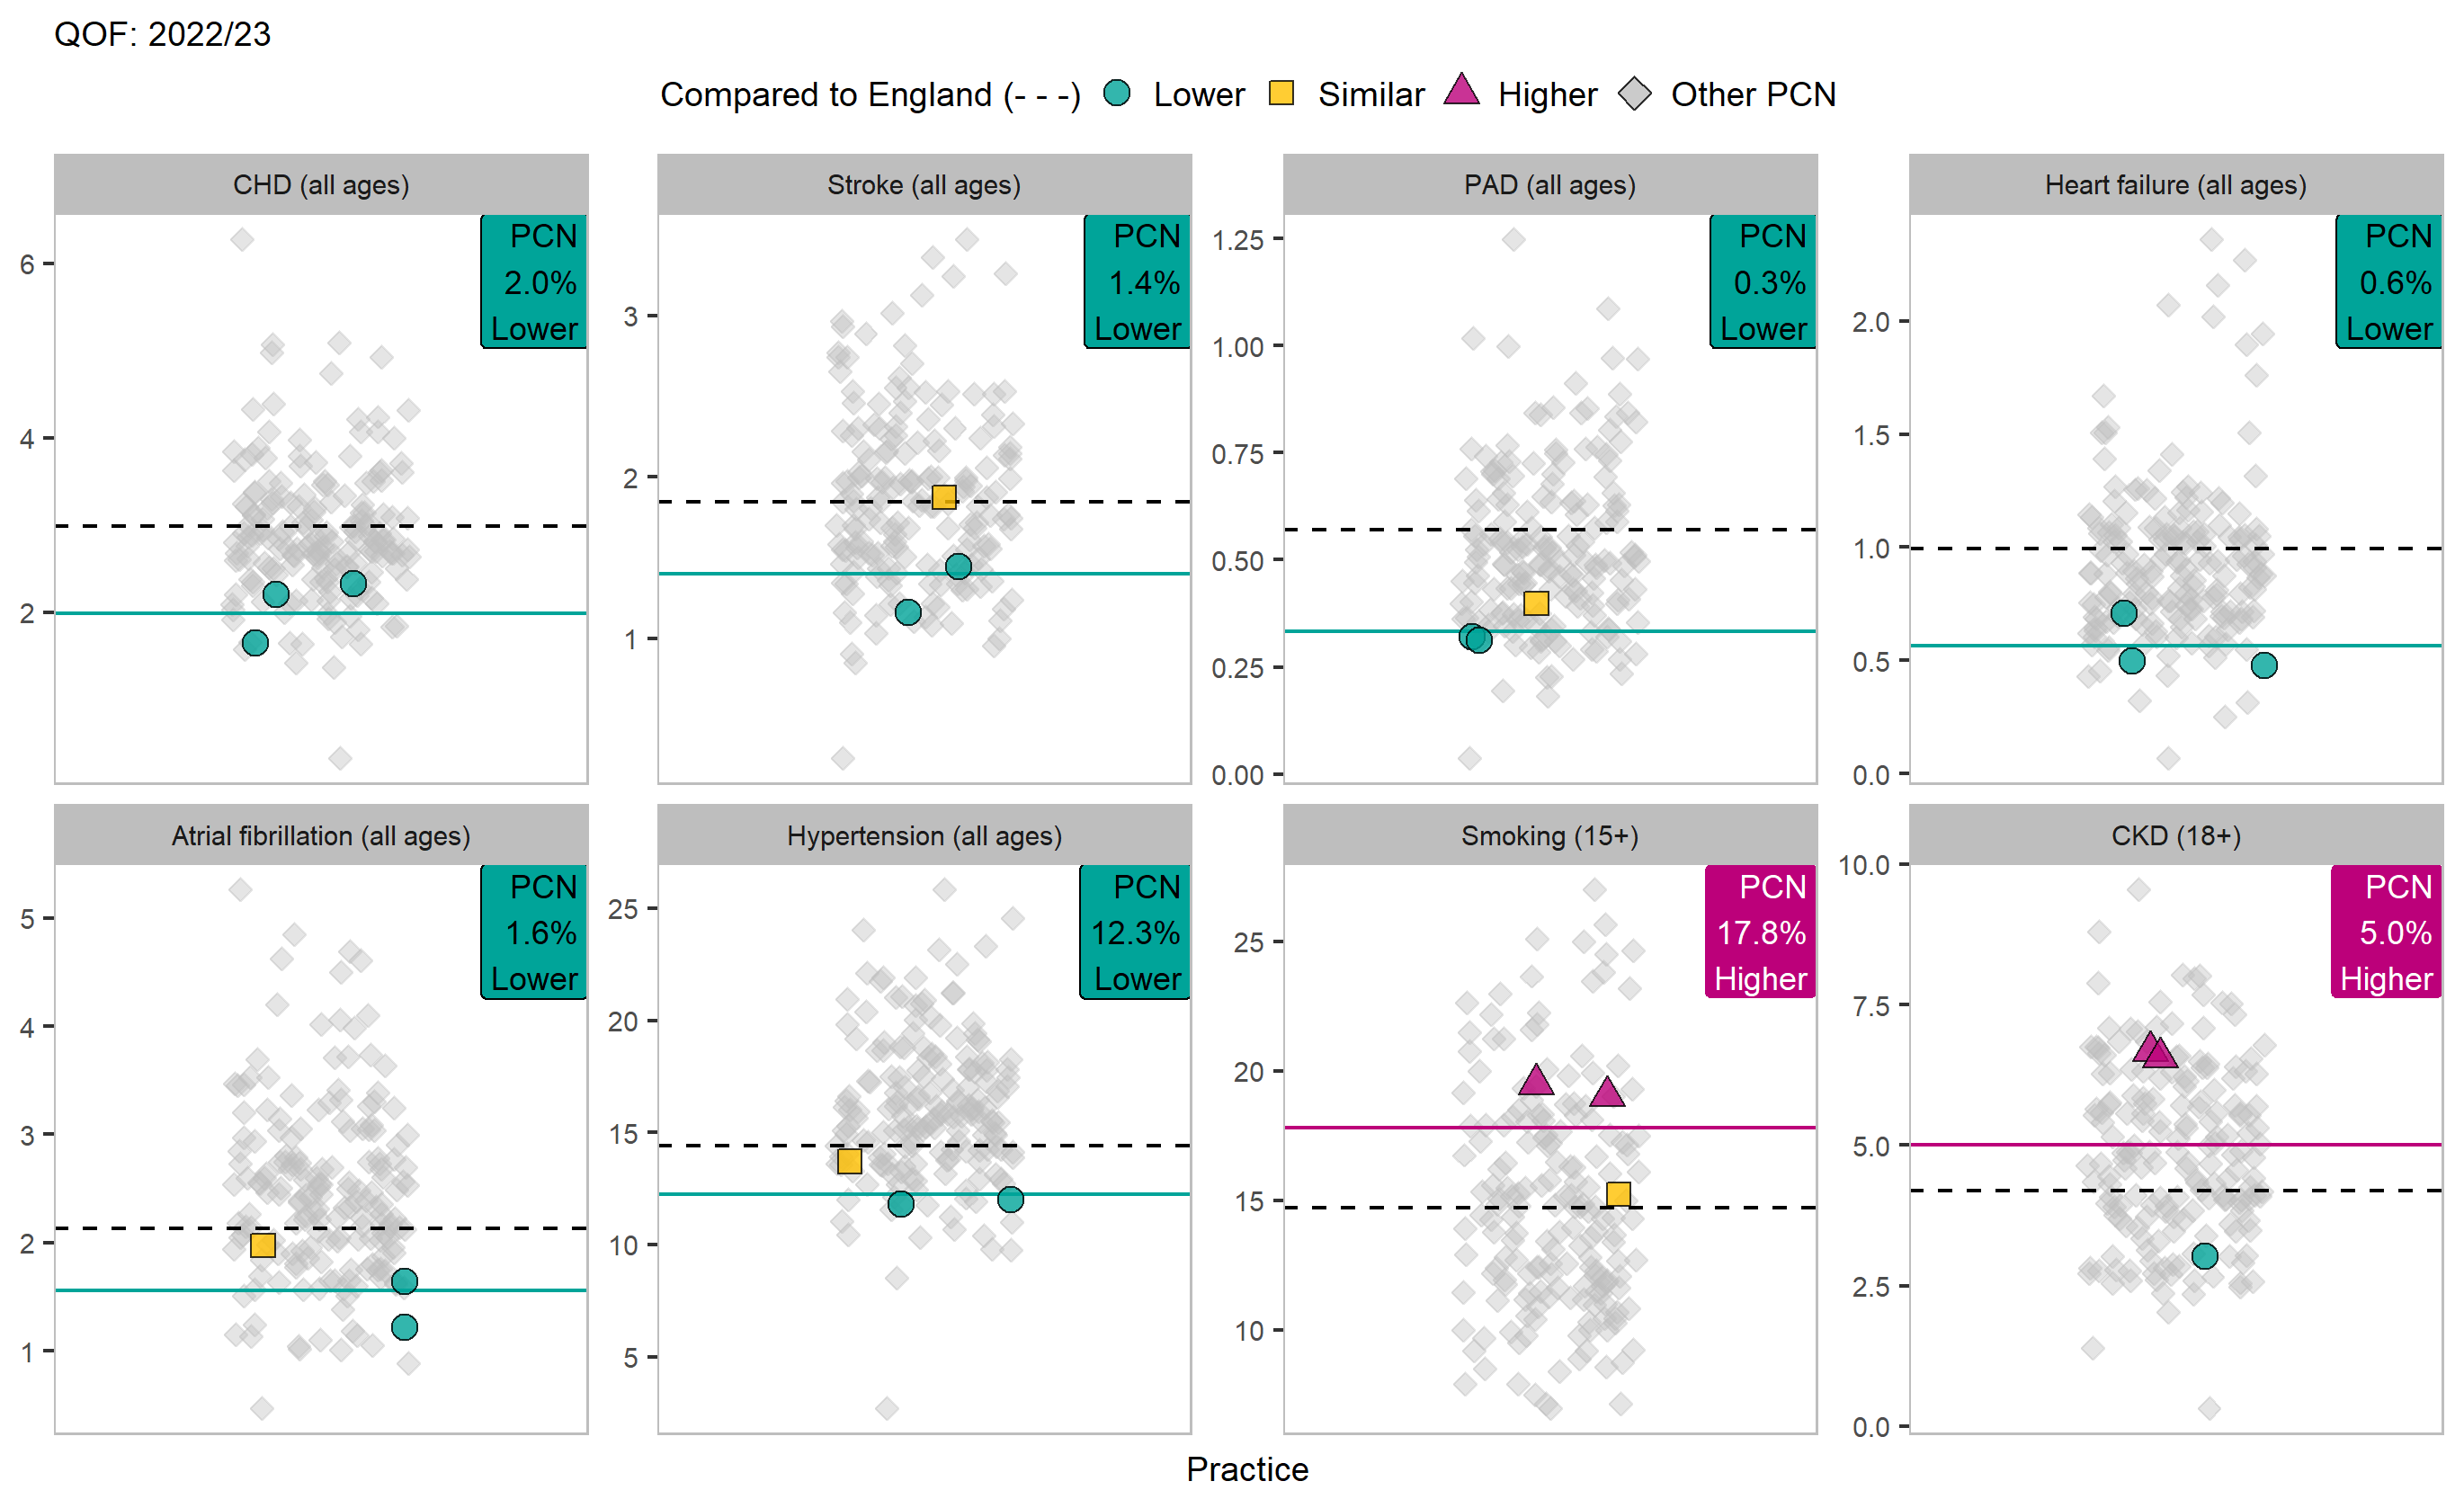 QOF: 2022/23
Compared to England (- - -) Lower Similar Higher Other PCN
CHD (all ages)
PCN
2.0%
Lower
6
4
2
Stroke (all ages)
PCN
1.4%
Lower
3
2
1
PAD (all ages)
PCN
0.3%
Lower
1.25
1.00
0.75
0.50
0.25
0.00
Heart failure (all ages)
PCN
0.6%
Lower
2.0
1.5
1.0
0.5
0.0
Atrial fibrillation (all ages)
PCN
1.6%
Lower
5
4
3
2
1
Hypertension (all ages)
PCN
12.3%
Lower
25
20
15
10
5
Smoking (15+)
PCN
17.8%
Higher
25
20
15
10
CKD (18+)
PCN
5.0%
Higher
10.0
7.5
5.0
2.5
0.0
Practice